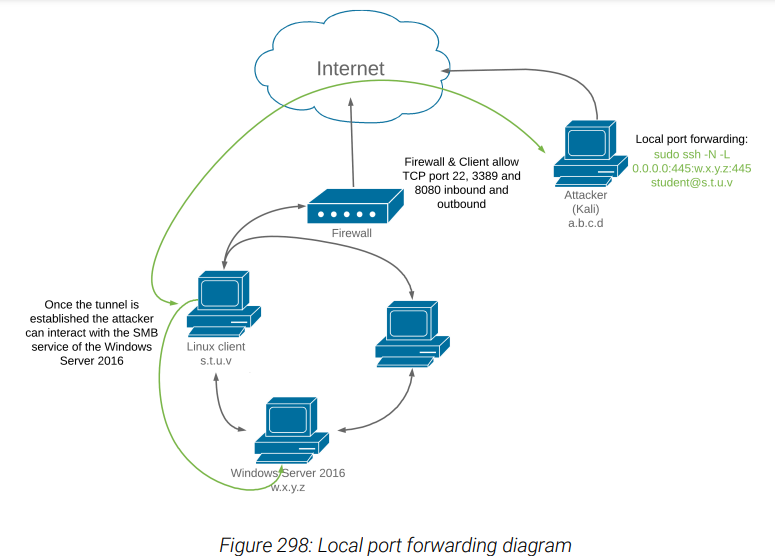 Internet
Local port forwarding:
sudo ssh -N -L
0.0.0.0:445:w.x.y.z:445
student@s.t.u.v
Attacker
(Kali)
a.b.c.d
Firewall & Client allow
TCP port 22, 3389 and
8080 inbound and
outbound
Firewall
Once the tunnel is
established the attacker
can interact with the SMB
service of the Windows
Server 2016
Linux client
s.t.u.v
Windows Server 2016
w.x.y.z
Figure 298: Local port forwarding diagram